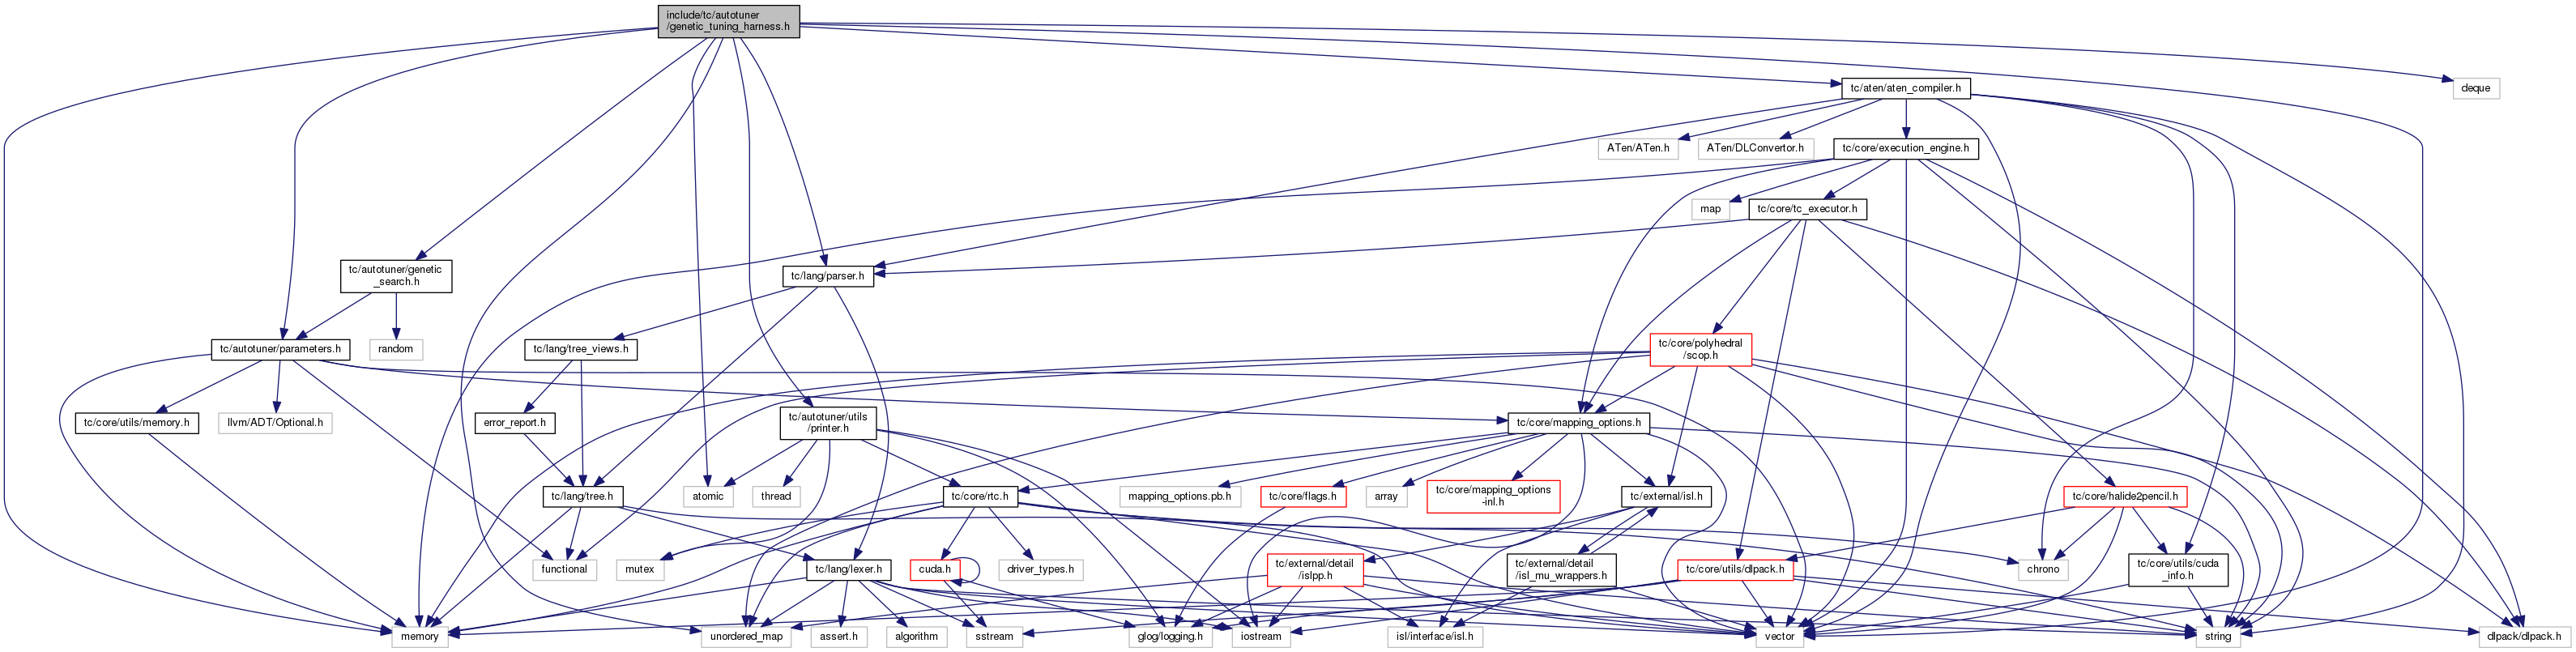 include/tc/autotuner
/genetic_tuning_harness.h
deque
tc/aten/aten_compiler.h
ATen/ATen.h
ATen/DLConvertor.h
tc/core/execution_engine.h
map
tc/core/tc_executor.h
tc/autotuner/genetic
_search.h
tc/lang/parser.h
tc/autotuner/parameters.h
random
tc/lang/tree_views.h
tc/core/polyhedral
/scop.h
tc/core/utils/memory.h
llvm/ADT/Optional.h
error_report.h
tc/autotuner/utils
/printer.h
tc/core/mapping_options.h
tc/lang/tree.h
atomic
thread
tc/core/rtc.h
mapping_options.pb.h
tc/core/flags.h
array
tc/core/mapping_options
-inl.h
tc/external/isl.h
tc/core/halide2pencil.h
functional
mutex
tc/lang/lexer.h
cuda.h
driver_types.h
tc/external/detail
/islpp.h
tc/external/detail
/isl_mu_wrappers.h
tc/core/utils/dlpack.h
chrono
tc/core/utils/cuda
_info.h
memory
unordered_map
assert.h
algorithm
sstream
glog/logging.h
iostream
isl/interface/isl.h
vector
string
dlpack/dlpack.h